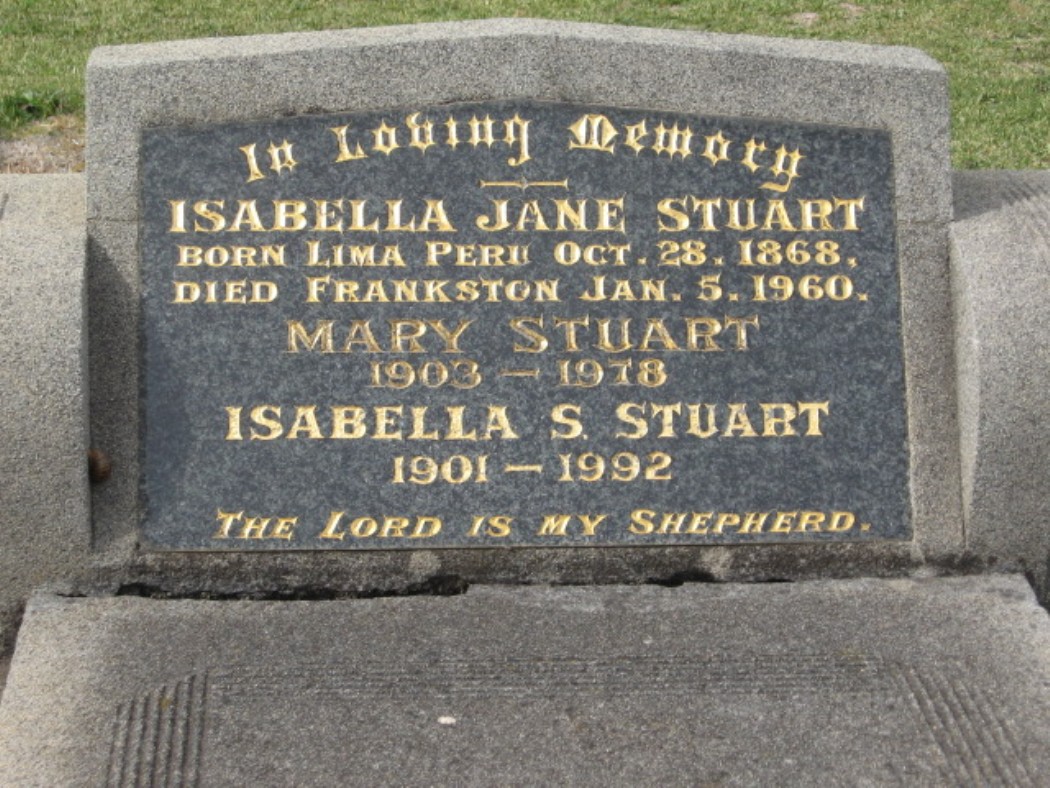 In Loving Memory
ISABELLA JANE STUART
BORN LIMA PERU OCT. 28. 1868.
DIED FRANKSTON JAN. 5. 1960.
MARY STUART
1903 — 1978
ISABELLA S. STUART
1901 — 1992
THE LORD IS MY SHEPHERD.